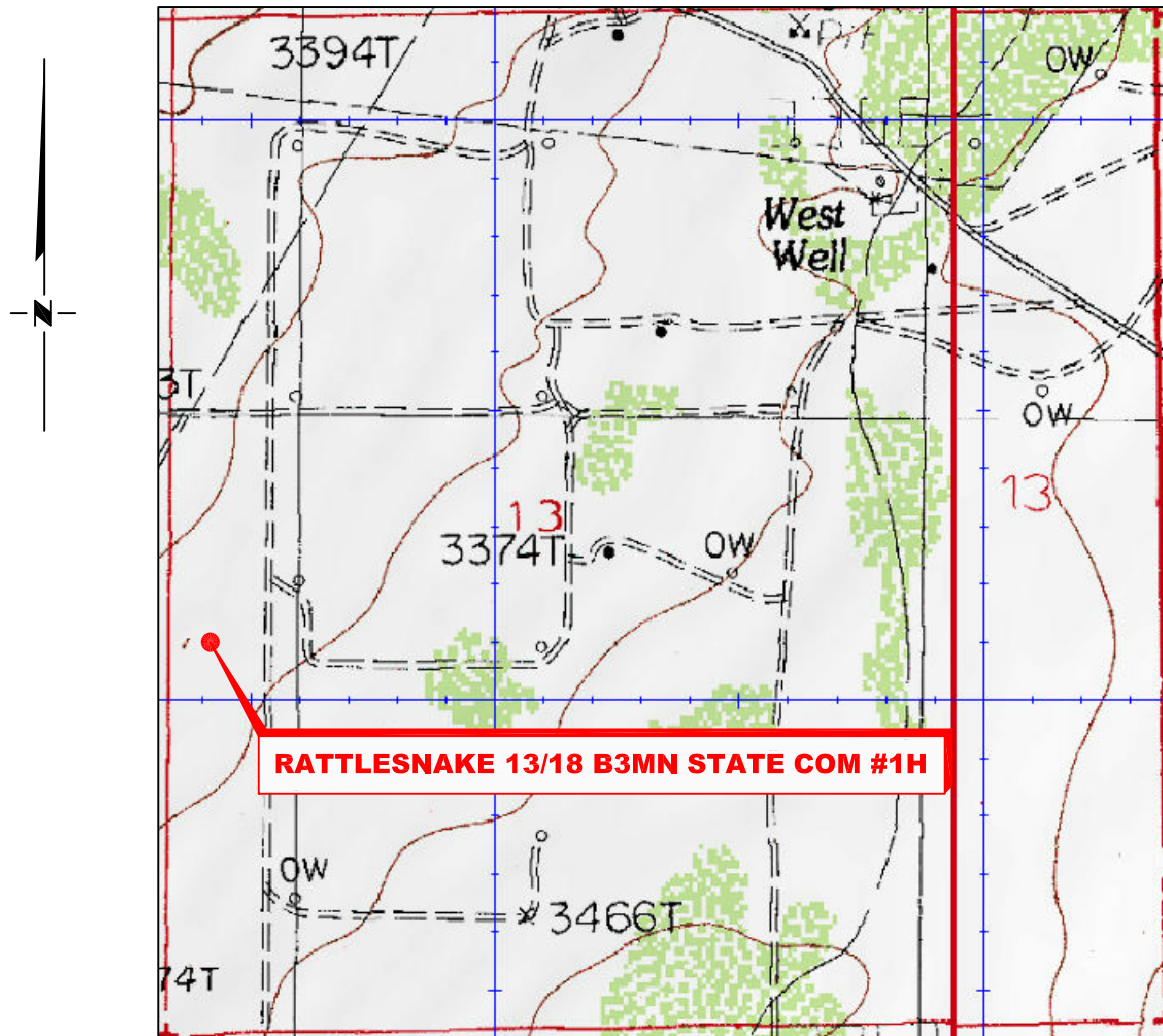 3394T
Pit
OW
West
Well
3T
OW
13
13
3374T
OW
N
RATTLESNAKE 13/18 B3MN STATE COM #1H
OW
3466T
74T